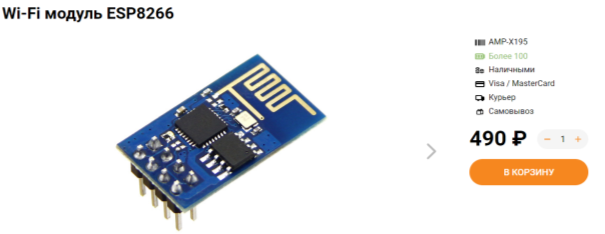 Wi-Fi модуль ESP8266
AMP-X195
Более 100
Наличными
Visa / MasterCard
Курьер
Самовывоз
490 ₽
− 1 +
В КОРЗИНУ